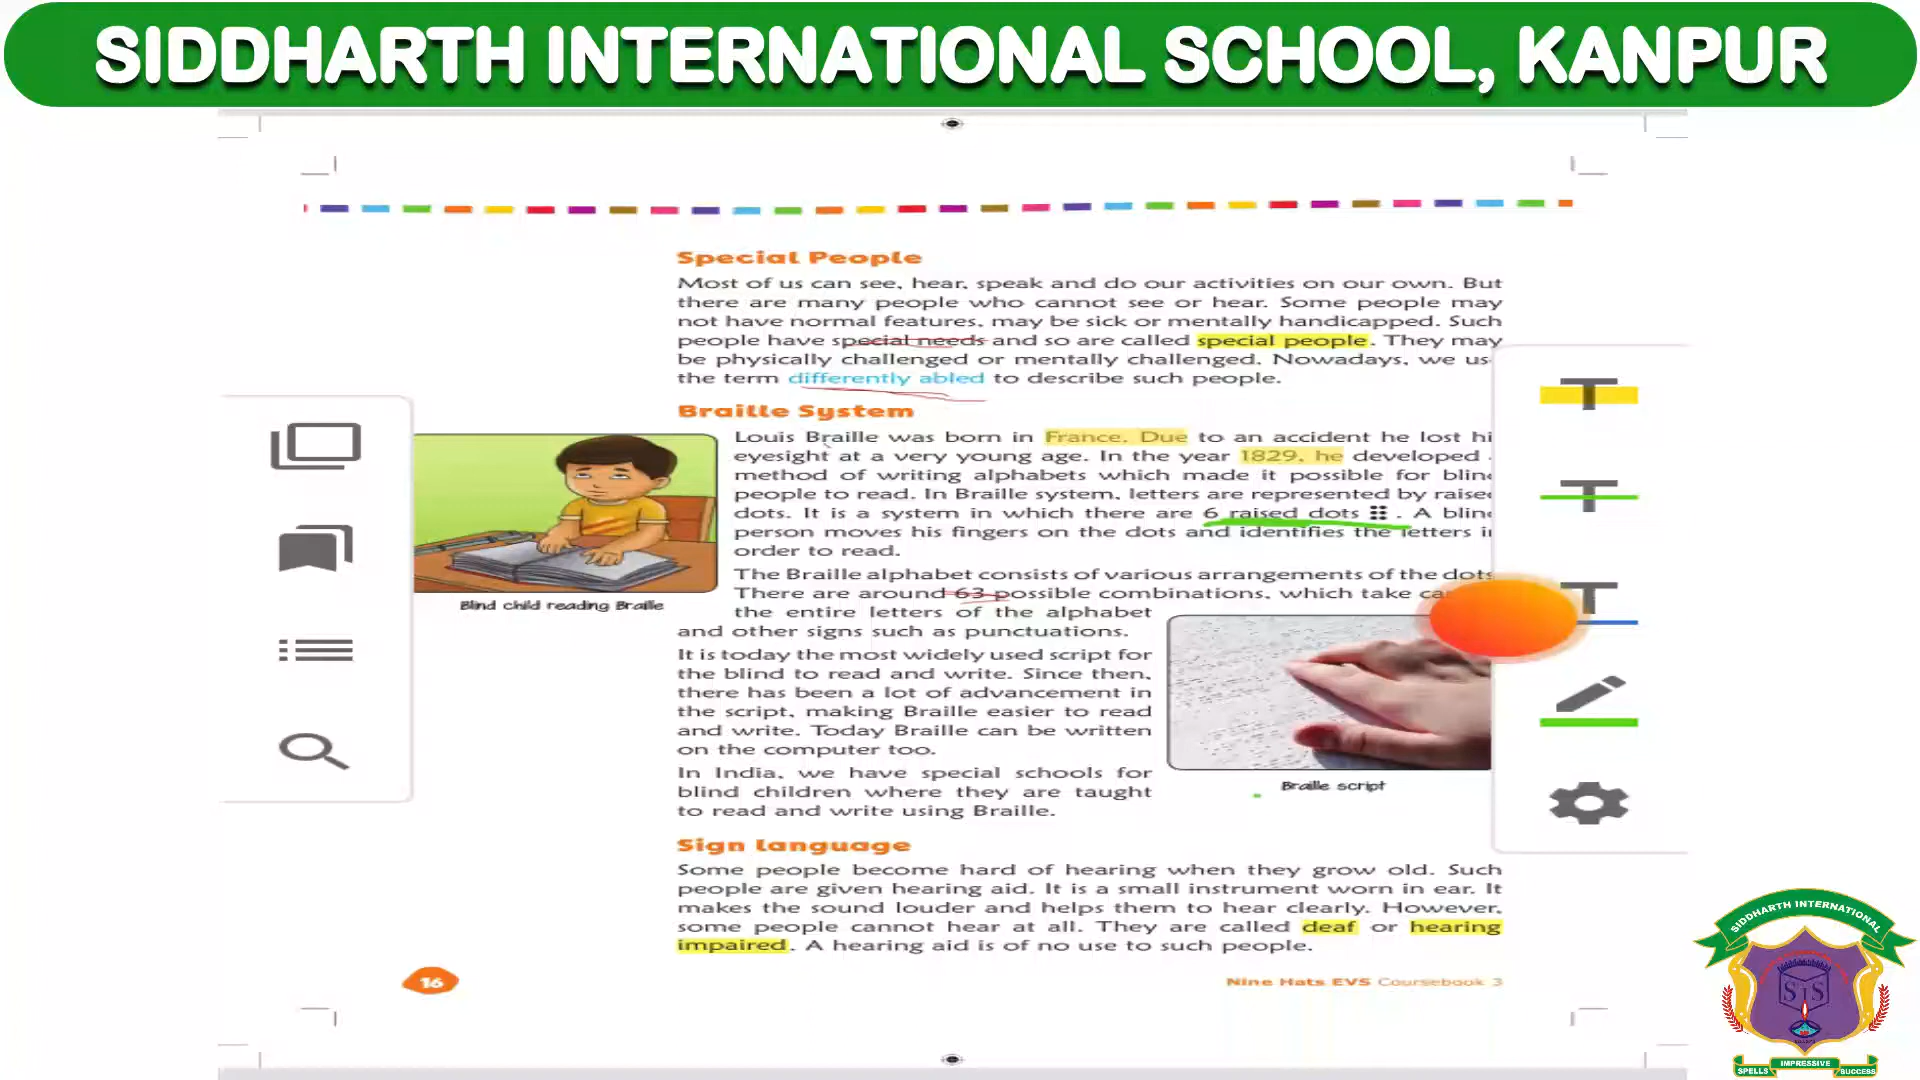 SIDDHARTH INTERNATIONAL SCHOOL, KANPUR
Special People
Most of us can see, hear, speak and do our activities on our own. But
there are many people who cannot see or hear. Some people may
not have normal features, may be sick or mentally handicapped. Such
people have special needs and so are called special people. They may
be physically challenged or mentally challenged. Nowadays, we us
the term differently abled to describe such people.
Braille System
Louis Braille was born in France. Due to an accident he lost hi
eyesight at a very young age. In the year 1829, he developed
method of writing alphabets which made it possible for blin
people to read. In Braille system, letters are represented by raise
dots. It is a system in which there are 6 raised dots ⠿. A blin
person moves his fingers on the dots and identifies the letters i
order to read.
The Braille alphabet consists of various arrangements of the dots
There are around 63 possible combinations, which take ca
the entire letters of the alphabet
and other signs such as punctuations.
It is today the most widely used script for
the blind to read and write. Since then,
there has been a lot of advancement in
the script, making Braille easier to read
and write. Today Braille can be written
on the computer too.
In India, we have special schools for
blind children where they are taught
to read and write using Braille.
Blind child reading Braille
Braille script
Sign Language
Some people become hard of hearing when they grow old. Such
people are given hearing aid. It is a small instrument worn in ear. It
makes the sound louder and helps them to hear clearly. However,
some people cannot hear at all. They are called deaf or hearing
impaired. A hearing aid is of no use to such people.
16
Nine Hats EVS Coursebook 3
SIDDHARTH INTERNATIONAL
SIS
SPELLS IMPRESSIVE SUCCESS